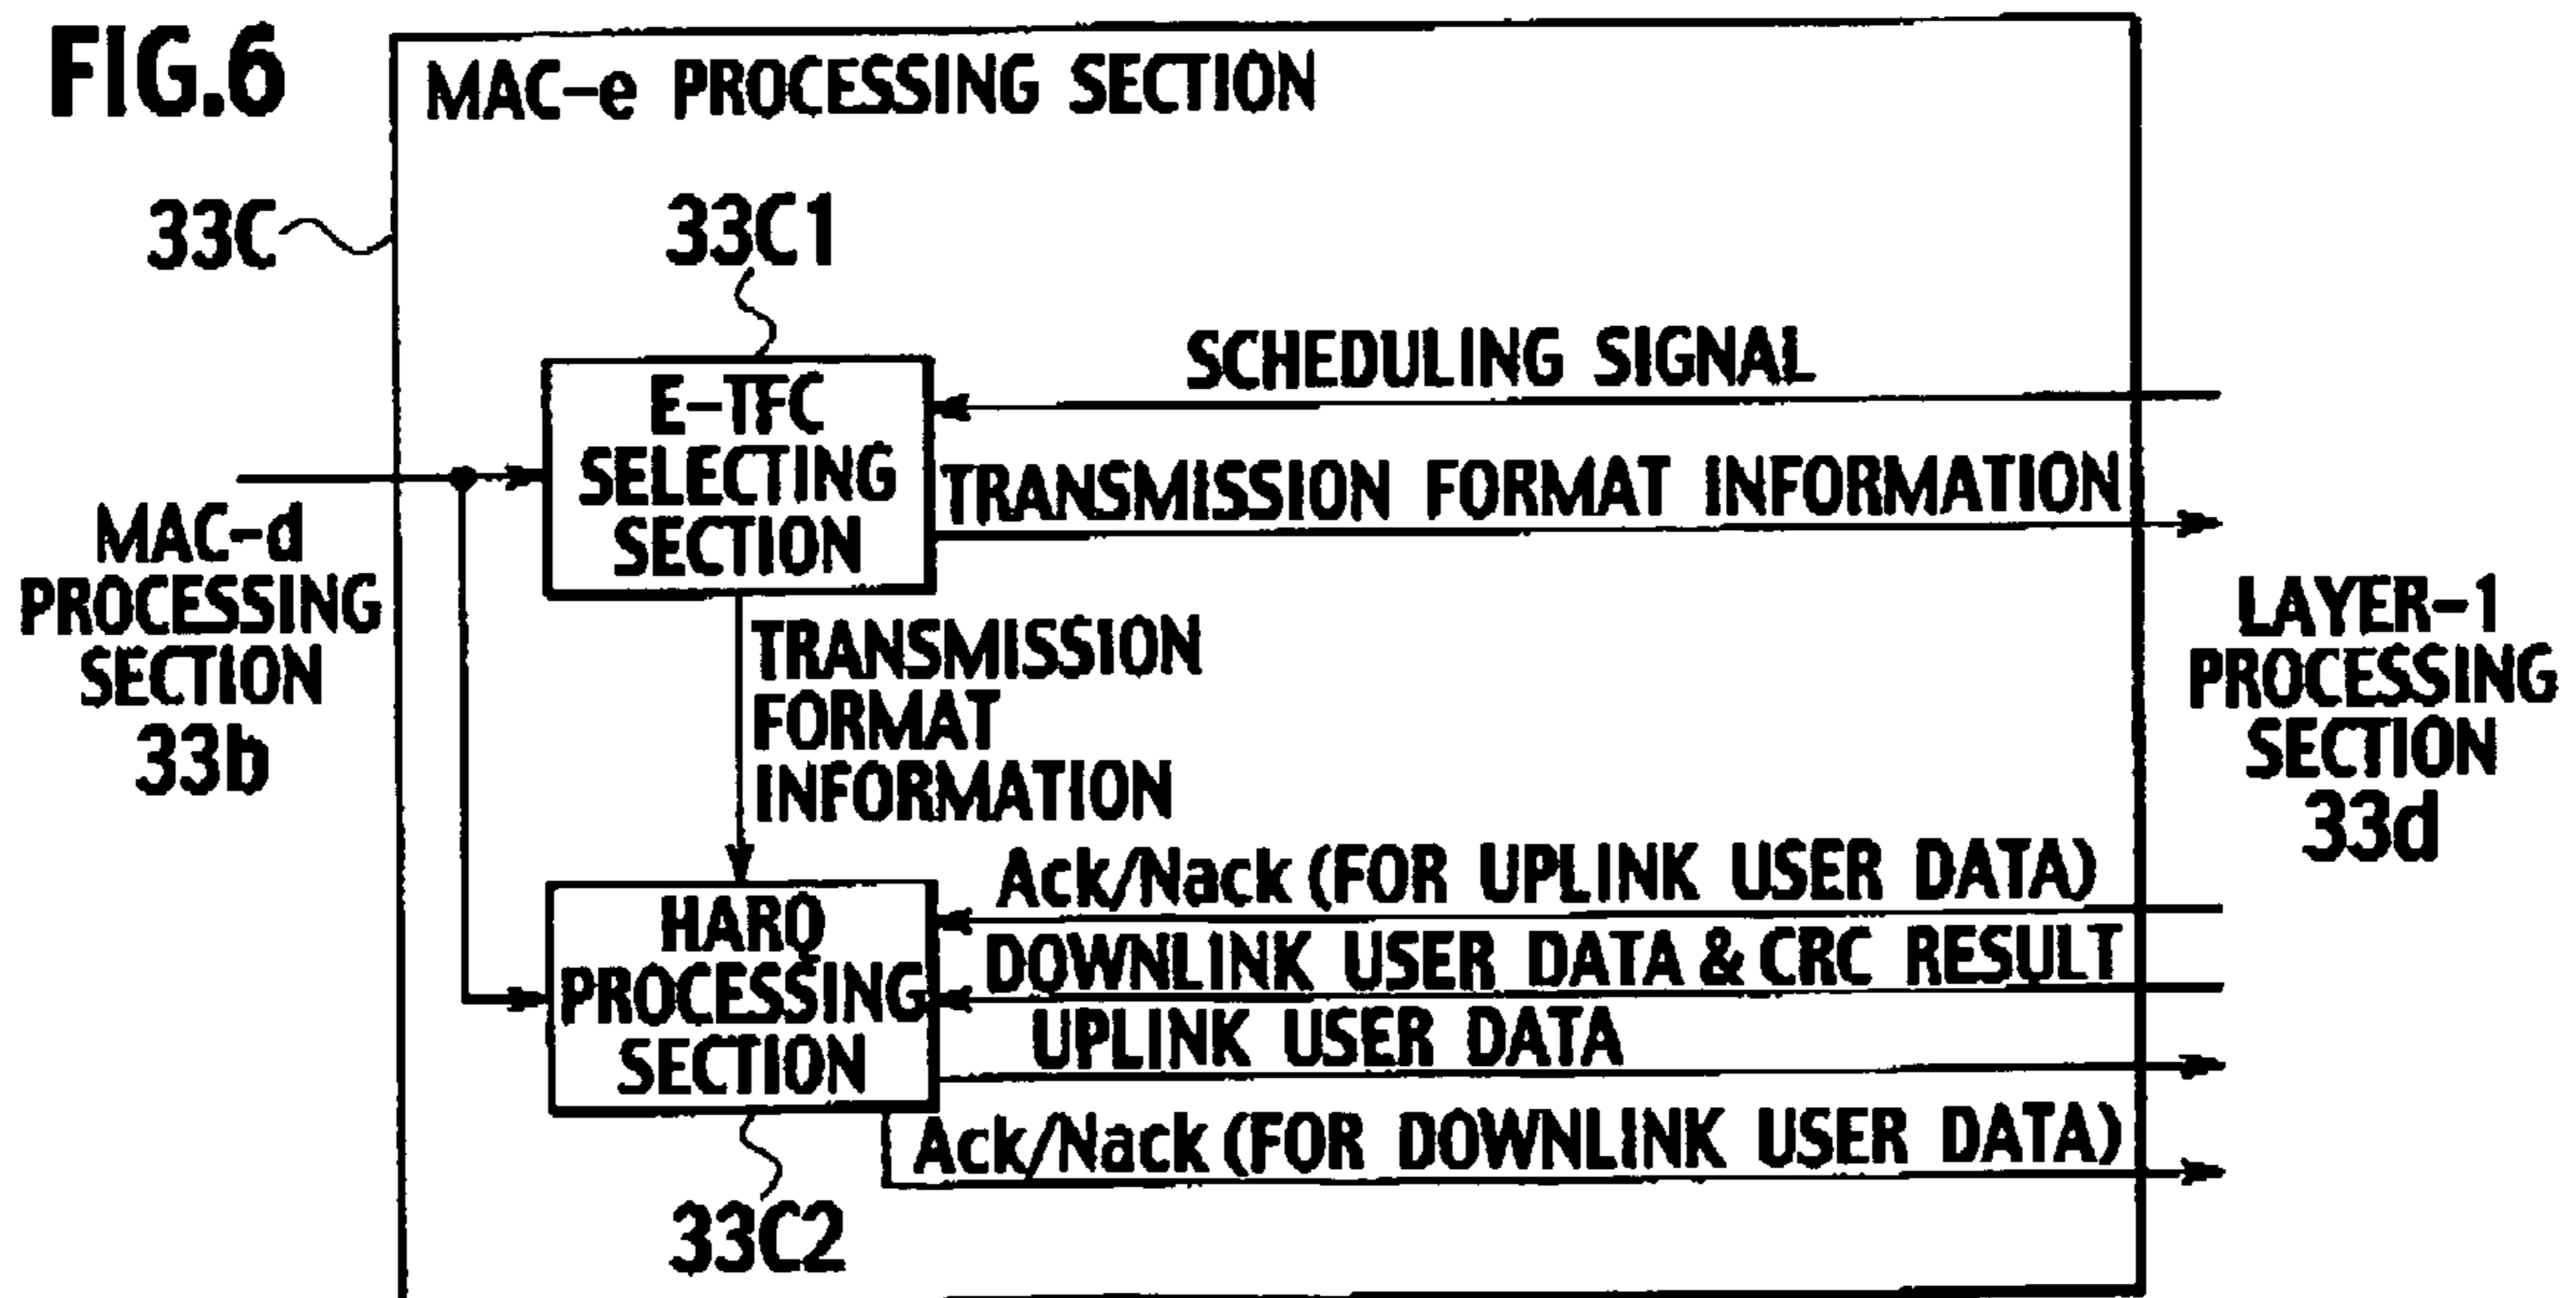 FIG.6
MAC-e PROCESSING SECTION
33C
33C1
SCHEDULING SIGNAL
E-TFC
SELECTING
SECTION
TRANSMISSION FORMAT INFORMATION
MAC-d
PROCESSING
SECTION
33b
TRANSMISSION
FORMAT
INFORMATION
LAYER-1
PROCESSING
SECTION
33d
HARQ
PROCESSING
SECTION
Ack/Nack (FOR UPLINK USER DATA)
DOWNLINK USER DATA & CRC RESULT
UPLINK USER DATA
Ack/Nack (FOR DOWNLINK USER DATA)
33C2